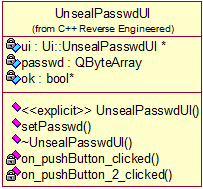 UnsealPasswdUI
(from C++ Reverse Engineered)
ui : Ui::UnsealPasswdUI *
passwd : QByteArray
ok : bool*
<<explicit>> UnsealPasswdUI()
setPasswd()
~UnsealPasswdUI()
on_pushButton_clicked()
on_pushButton_2_clicked()